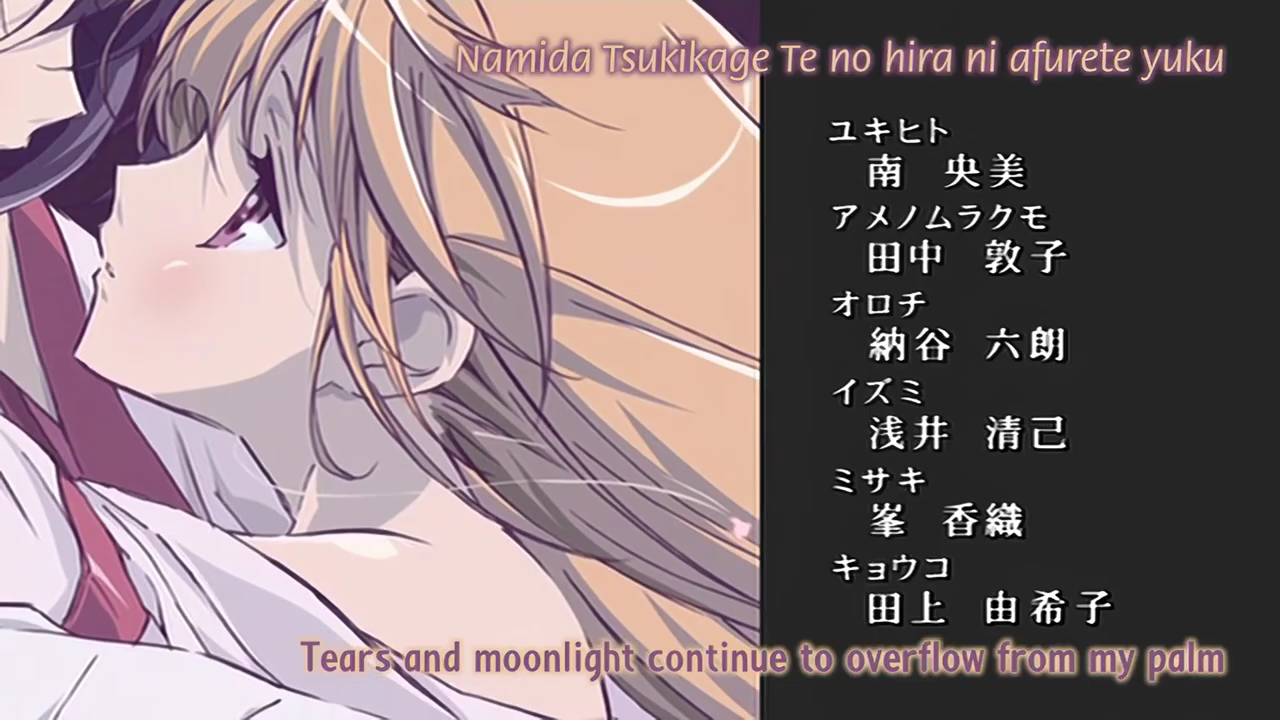 Namida Tsukikage Te no hira ni afurete yuku
ユキヒト
南 央美
アメノムラクモ
田中 敦子
オロチ
納谷 六朗
イズミ
浅井 清己
ミサキ
峯 香織
キョウコ
田上 由希子
Tears and moonlight continue to overflow from my palm